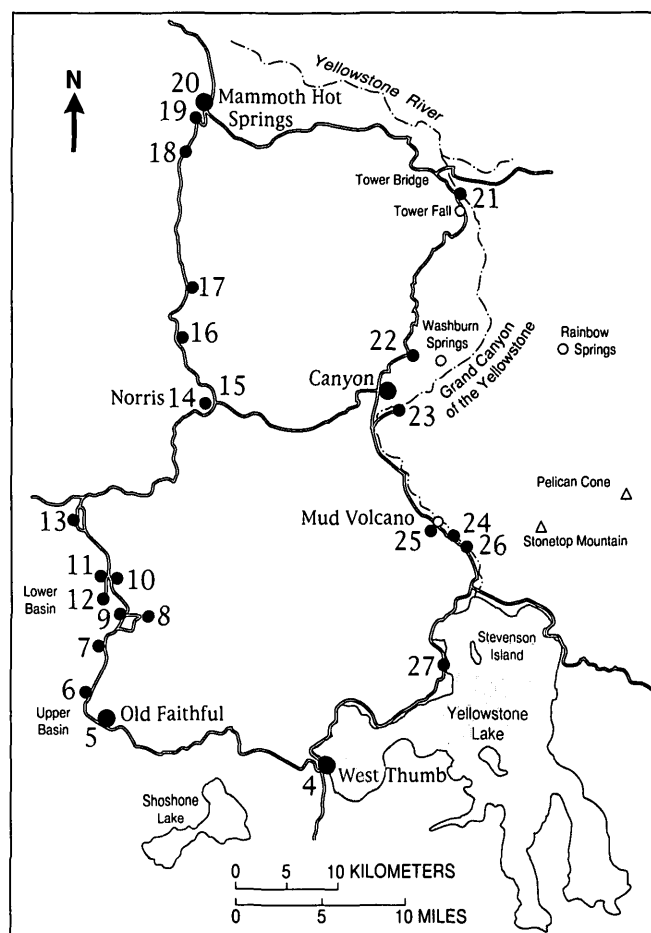 N
Yellowstone River
20
Mammoth Hot
Springs
19
18
Tower Bridge
21
Tower Fall
17
16
22
Washburn
Springs
Rainbow
Springs
Grand Canyon
of the Yellowstone
Canyon
Norris
14
15
23
Pelican Cone
Mud Volcano
24
Stonetop Mountain
25
26
13
11
10
Lower
Basin
12
9
8
7
Stevenson
Island
27
6
Upper
Basin
Old Faithful
5
Yellowstone
Lake
4
West Thumb
Shoshone
Lake
0 5 10 KILOMETERS
0 5 10 MILES